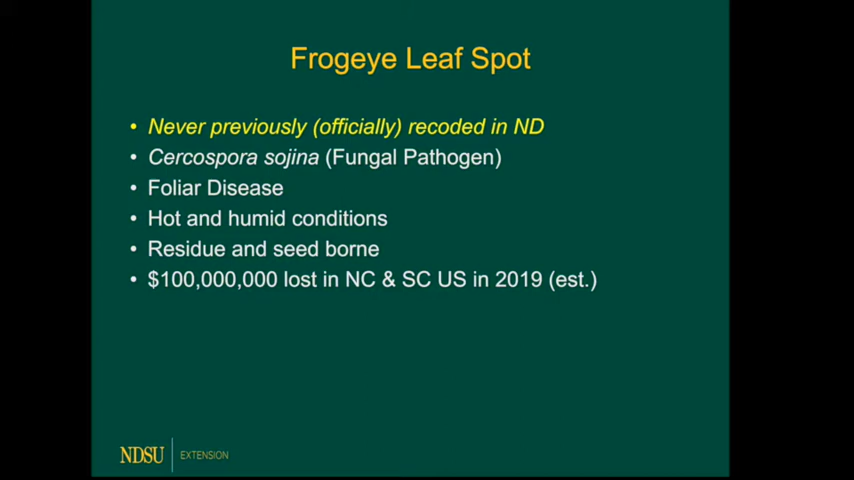 Frogeye Leaf Spot
• Never previously (officially) recoded in ND
• Cercospora sojina (Fungal Pathogen)
• Foliar Disease
• Hot and humid conditions
• Residue and seed borne
• $100,000,000 lost in NC & SC US in 2019 (est.)
NDSU EXTENSION